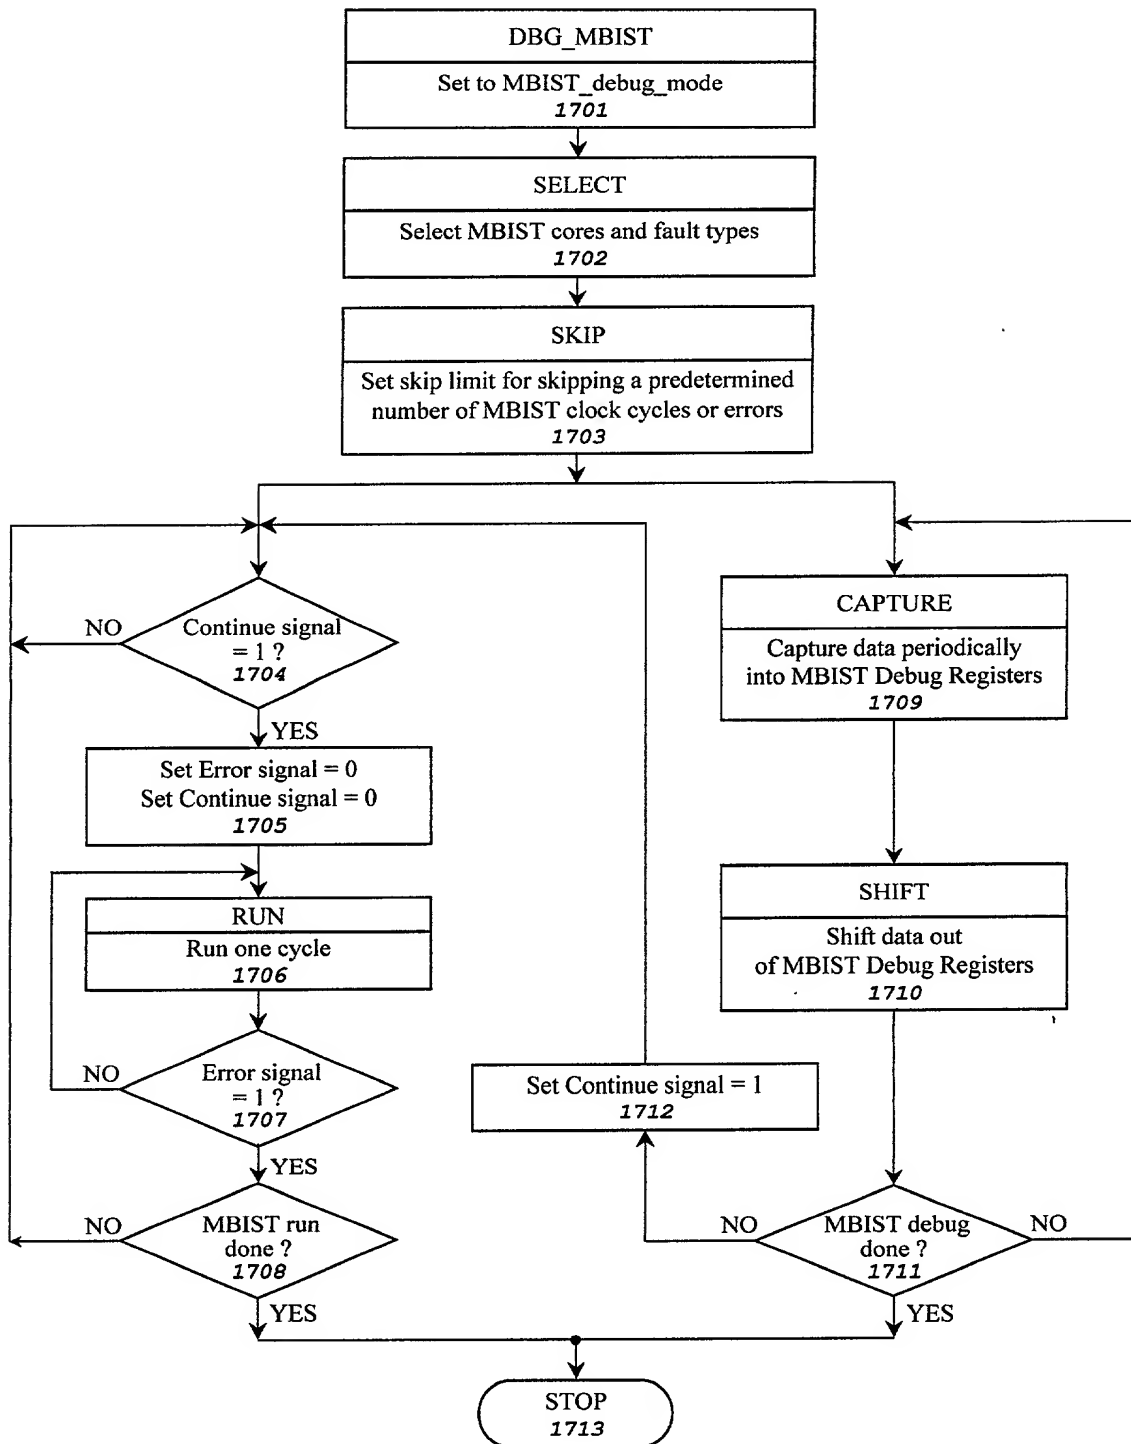 DBG_MBIST
Set to MBIST_debug_mode
1701
SELECT
Select MBIST cores and fault types
1702
SKIP
Set skip limit for skipping a predetermined
number of MBIST clock cycles or errors
1703
NO
Continue signal
= 1 ?
1704
YES
Set Error signal = 0
Set Continue signal = 0
1705
RUN
Run one cycle
1706
NO
Error signal
= 1 ?
1707
YES
NO
MBIST run
done ?
1708
YES
CAPTURE
Capture data periodically
into MBIST Debug Registers
1709
SHIFT
Shift data out
of MBIST Debug Registers
1710
Set Continue signal = 1
1712
NO
MBIST debug
done ?
1711
NO
YES
STOP
1713